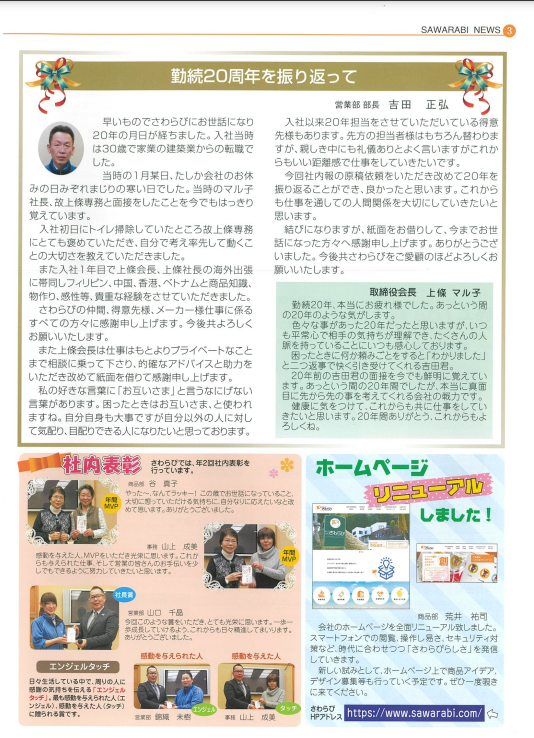 SAWARABI NEWS 3
勤続20周年を振り返って
営業部 部長 吉田 正弘
早いものでさわらびにお世話になり
20年の月日が経ちました。入社当時
は30歳で家業の建築業からの転職で
した。
当時の1月某日、たしか会社のお休
みの日みぞれまじりの寒い日でした。当時のマル子
社長、故上條専務と面接をしたことを今でもはっきり
覚えています。
入社初日にトイレ掃除していたところ故上條専務
にとても褒めていただき、自分で考え率先して動くこ
との大切さを教えていただきました。
また入社1年目で上條会長、上條社長の海外出張
に帯同しフィリピン、中国、香港、ベトナムと商品知識、
物作り、感性等、貴重な経験をさせていただきました。
さわらびの仲間、得意先様、メーカー様仕事に係る
すべての方々に感謝申し上げます。今後共よろしく
お願いいたします。
また上條会長は仕事はもとよりプライベートなこと
まで相談に乗って下さり、的確なアドバイスと助力を
いただき改めて紙面を借りて感謝申し上げます。
私の好きな言葉に「お互いさま」と言うなにげない
言葉があります。困ったときはお互いさま、と使われ
ますね。自分自身も大事ですが自分以外の人に対し
て気配り、目配りできる人になりたいと思っております。
入社以来20年担当をさせていただいている得意
先様もあります。先方の担当者様はもちろん替わりま
すが、親しき中にも礼儀ありとよく言いますがこれか
らもいい距離感で仕事をしていきたいです。
今回社内報の原稿依頼をいただき改めて20年を
振り返ることができ、良かったと思います。これから
も仕事を通しての人間関係を大切にしていきたいと
思います。
結びになりますが、紙面をお借りして、今までお世
話になった方々へ感謝申し上げます。ありがとうござ
いました。今後共さわらびをご愛顧のほどよろしくお
願いいたします。
取締役会長 上條 マル子
勤続20年、本当にお疲れ様でした。あっという間
の20年のような気がします。
色々な事があった20年だったと思いますが、いつ
も平常心で相手の気持ちが理解でき、たくさんの人
脈を持っていることにいつも感心しております。
困ったときに何か頼みごとをすると「わかりました」
と二つ返事で快く引き受けてくれる吉田君。
20年前の吉田君の面接を今でも鮮明に覚えてい
ます。あっという間の20年間でしたが、本当に真面
目に先から先の事を考えてくれる会社の戦力です。
健康に気をつけて、これからも共に仕事をしていき
たいと思います。20年間ありがとう、これからもよ
ろしくね。
社内表彰
さわらびでは、年2回社内表彰を
行っています。
年間
MVP
商品部 谷 貴子
やった〜、なんてラッキー! この歳でお世話になっていること、
大切に想っていただける気持ちに、自分なりに応えたいなと改
めて思います。ありがとうございました。
事務 山上 成美
感動を与えた人、MVPをいただき光栄に思います。これか
らも与えられた仕事、そして営業の皆さんのお手伝いを少
しでもできるように努力していきたいと思います。
年間
MVP
社長賞
営業部 山口 千晶
今回このような賞をいただき、とても光栄に思います。一歩一
歩成長していけるよう、これからも日々精進してまいります。
ありがとうございました。
エンジェルタッチ
日々生活している中で、周りの人に
感謝の気持ちを伝える「エンジェル
タッチ」。最も感動を与えられた人(エ
ンジェル)、感動を与えた人(タッチ)
に贈られる賞です。
感動を与えられた人
エンジェル
営業部 錦織 未樹
感動を与えた人
タッチ
事務 山上 成美
ホームページ
リニューアル
しました!
商品部 荒井 祐司
会社のホームページを全面リニューアル致しました。
スマートフォンでの閲覧、操作し易さ、セキュリティ対
策など、時代に合わせつつ「さわらびらしさ」を発信
していきます。
新しい試みとして、ホームページ上で商品アイデア、
デザイン募集等も行っていく予定です。ぜひ一度覗き
に来てください。
さわらび
HPアドレス
https://www.sawarabi.com/